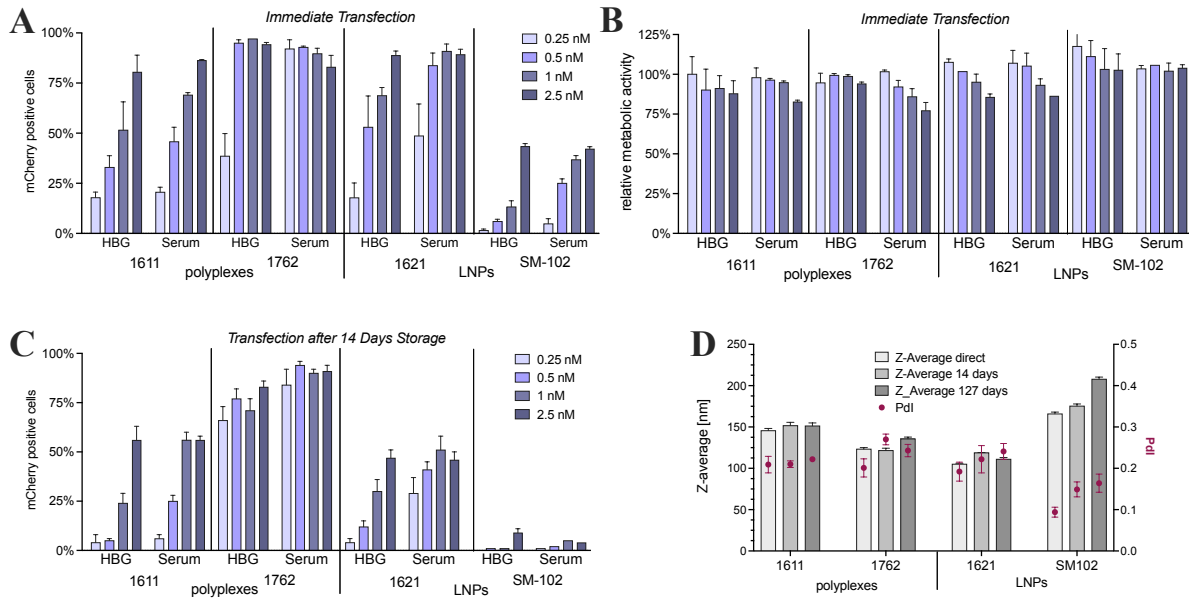 A
Immediate Transfection
mCherry positive cells
100%
75%
50%
25%
0%
0.25 nM
0.5 nM
1 nM
2.5 nM
HBG Serum HBG Serum HBG Serum HBG Serum
1611 1762 1621 SM-102
polyplexes LNPs
B
Immediate Transfection
relative metabolic activity
125%
100%
75%
50%
25%
0%
HBG Serum HBG Serum HBG Serum HBG Serum
1611 1762 1621 SM-102
polyplexes LNPs
C
Transfection after 14 Days Storage
mCherry positive cells
100%
75%
50%
25%
0%
0.25 nM
0.5 nM
1 nM
2.5 nM
HBG Serum HBG Serum HBG Serum HBG Serum
1611 1762 1621 SM-102
polyplexes LNPs
D
Z-average [nm]
250
200
150
100
50
0
Z-Average direct
Z-Average 14 days
Z_Average 127 days
PdI
0.5
0.4
0.3
0.2
0.1
0.0
PdI
1611 1762 1621 SM102
polyplexes LNPs